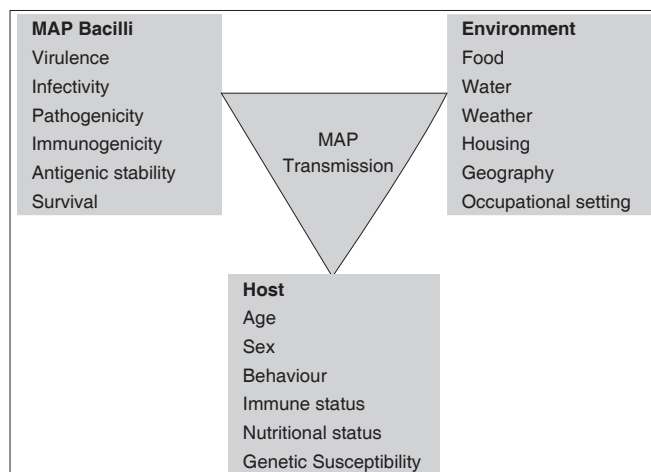 MAP Bacilli
Virulence
Infectivity
Pathogenicity
Immunogenicity
Antigenic stability
Survival
Environment
Food
Water
Weather
Housing
Geography
Occupational setting
MAP
Transmission
Host
Age
Sex
Behaviour
Immune status
Nutritional status
Genetic Susceptibility